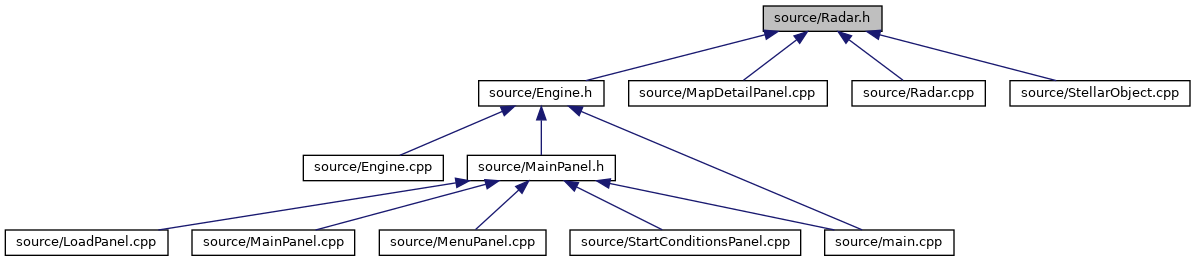 source/Radar.h
source/Engine.h
source/MapDetailPanel.cpp
source/Radar.cpp
source/StellarObject.cpp
source/Engine.cpp
source/MainPanel.h
source/LoadPanel.cpp
source/MainPanel.cpp
source/MenuPanel.cpp
source/StartConditionsPanel.cpp
source/main.cpp